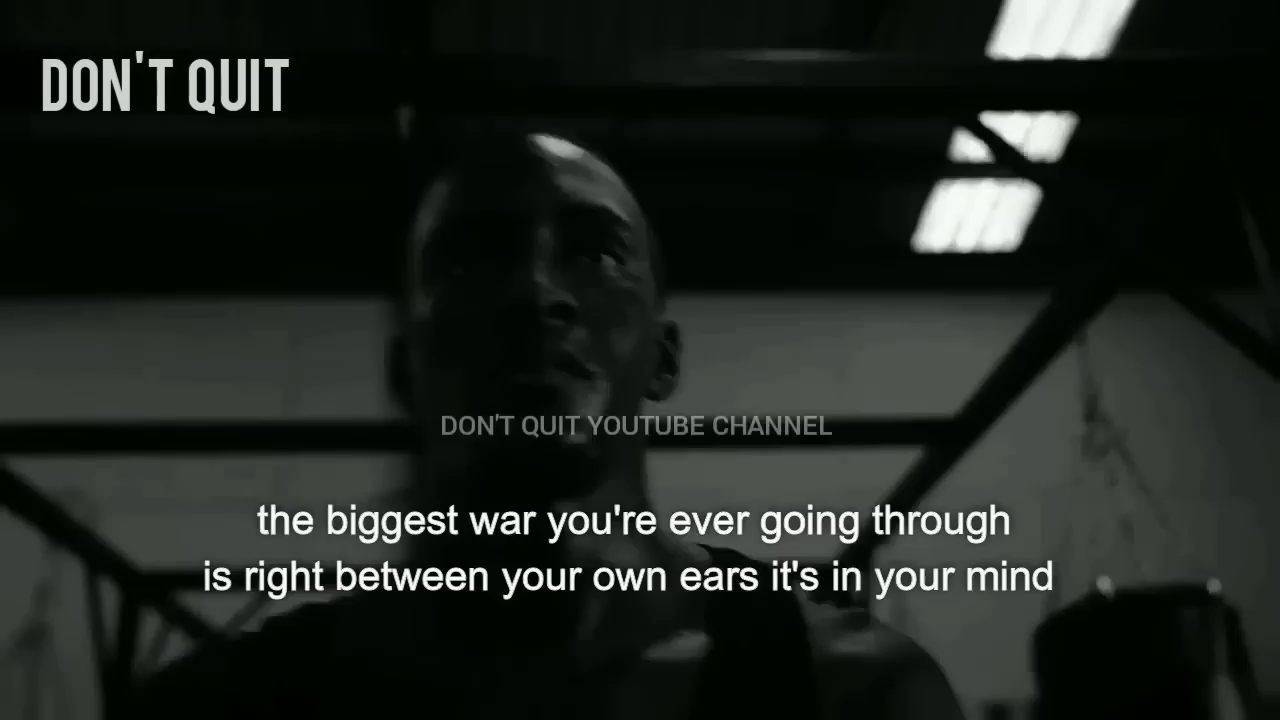 DON'T QUIT
DON'T QUIT YOUTUBE CHANNEL
the biggest war you're ever going through
is right between your own ears it's in your mind